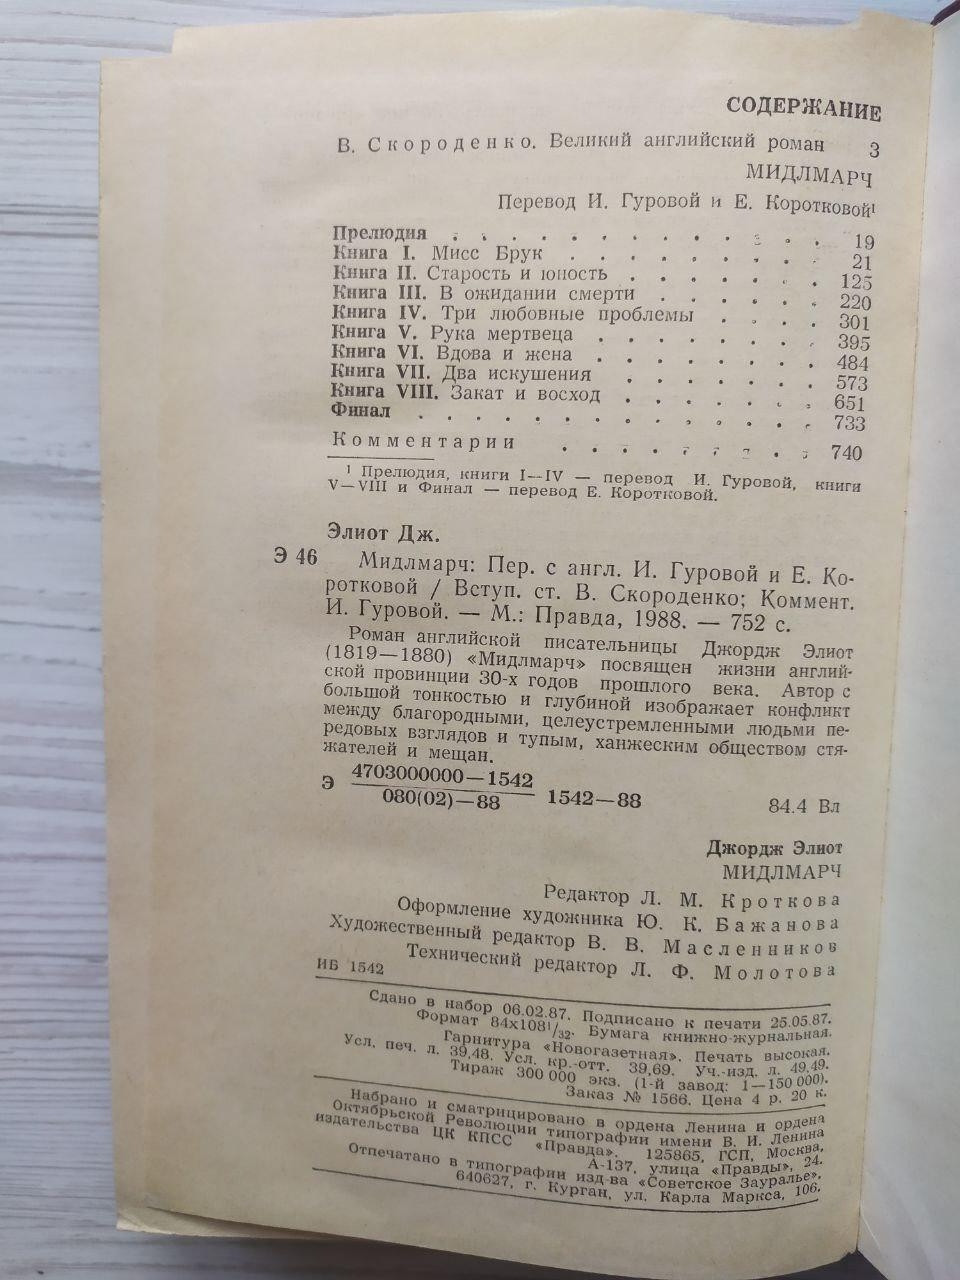 СОДЕРЖАНИЕ
В. Скороденко. Великий английский роман 3
МИДЛМАРЧ
Перевод И. Гуровой и Е. Коротковой¹
Прелюдия . . . . . . . . . . . . . 19
Книга I. Мисс Брук . . . . . . . . . 21
Книга II. Старость и юность . . . . . . . 125
Книга III. В ожидании смерти . . . . . . 220
Книга IV. Три любовные проблемы . . . . 301
Книга V. Рука мертвеца . . . . . . . . 395
Книга VI. Вдова и жена . . . . . . . . 484
Книга VII. Два искушения . . . . . . . 573
Книга VIII. Закат и восход . . . . . . . 651
Финал . . . . . . . . . . . . . . 733
Комментарии . . . . . . . . . 740
¹ Прелюдия, книги I—IV — перевод И. Гуровой, книги
V—VIII и Финал — перевод Е. Коротковой.
Элиот Дж.
Э 46 Мидлмарч: Пер. с англ. И. Гуровой и Е. Ко-
ротковой / Вступ. ст. В. Скороденко; Коммент.
И. Гуровой. — М.: Правда, 1988. — 752 с.
Роман английской писательницы Джордж Элиот
(1819—1880) «Мидлмарч» посвящен жизни англий-
ской провинции 30-х годов прошлого века. Автор с
большой тонкостью и глубиной изображает конфликт
между благородными, целеустремленными людьми пе-
редовых взглядов и тупым, ханжеским обществом стя-
жателей и мещан.
Э 4703000000—1542
080(02)—88 1542—88 84.4 Вл
Джордж Элиот
МИДЛМАРЧ
Редактор Л. М. Кроткова
Оформление художника Ю. К. Бажанова
Художественный редактор В. В. Масленников
Технический редактор Л. Ф. Молотова
ИБ 1542
Сдано в набор 06.02.87. Подписано к печати 25.05.87.
Формат 84х108¹/₃₂. Бумага книжно-журнальная.
Гарнитура «Новогазетная». Печать высокая.
Усл. печ. л. 39,48. Усл. кр.-отт. 39,69. Уч.-изд. л. 49,49.
Тираж 300 000 экз. (1-й завод: 1—150 000).
Заказ № 1566. Цена 4 р. 20 к.
Набрано и сматрицировано в ордена Ленина и ордена
Октябрьской Революции типографии имени В. И. Ленина
издательства ЦК КПСС «Правда». 125865, ГСП, Москва,
А-137, улица «Правды», 24.
Отпечатано в типографии изд-ва «Советское Зауралье»,
640627, г. Курган, ул. Карла Маркса, 106.